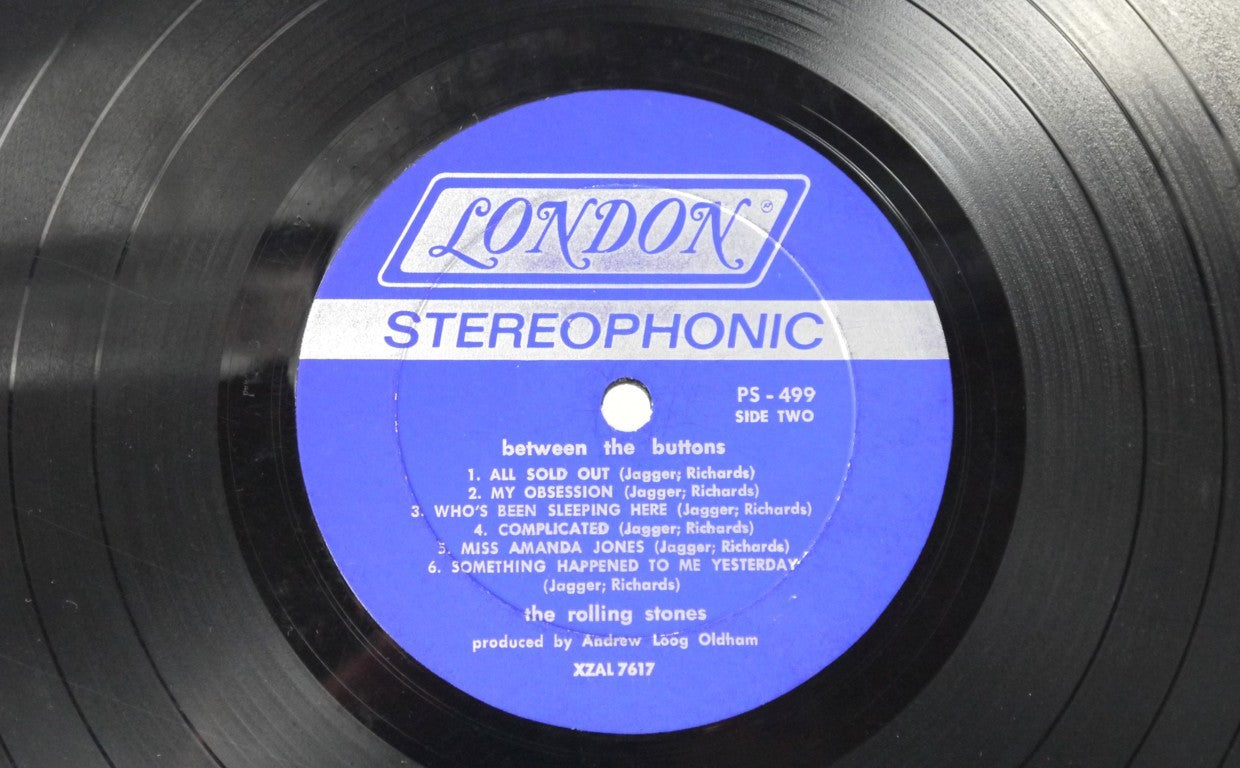 LONDON
STEREOPHONIC
PS - 499
SIDE TWO
between the buttons
1. ALL SOLD OUT (Jagger; Richards)
2. MY OBSESSION (Jagger; Richards)
3. WHO'S BEEN SLEEPING HERE (Jagger; Richards)
4. COMPLICATED (Jagger; Richards)
5. MISS AMANDA JONES (Jagger; Richards)
6. SOMETHING HAPPENED TO ME YESTERDAY
(Jagger; Richards)
the rolling stones
produced by Andrew Löog Oldham
XZAL 7617